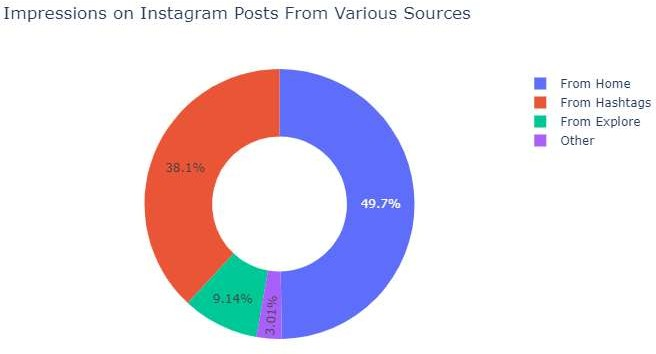 Impressions on Instagram Posts From Various Sources
From Home
From Hashtags
From Explore
Other
38.1%
49.7%
9.14%
3.01%